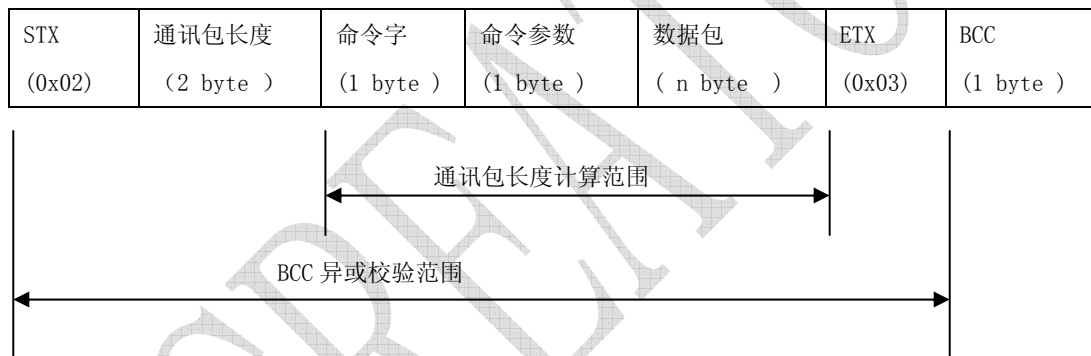 STX 通讯包长度 命令字 命令参数 数据包 ETX BCC
(0x02) （2 byte ） (1 byte ) (1 byte ) ( n byte ) (0x03) (1 byte )
通讯包长度计算范围
BCC 异或校验范围